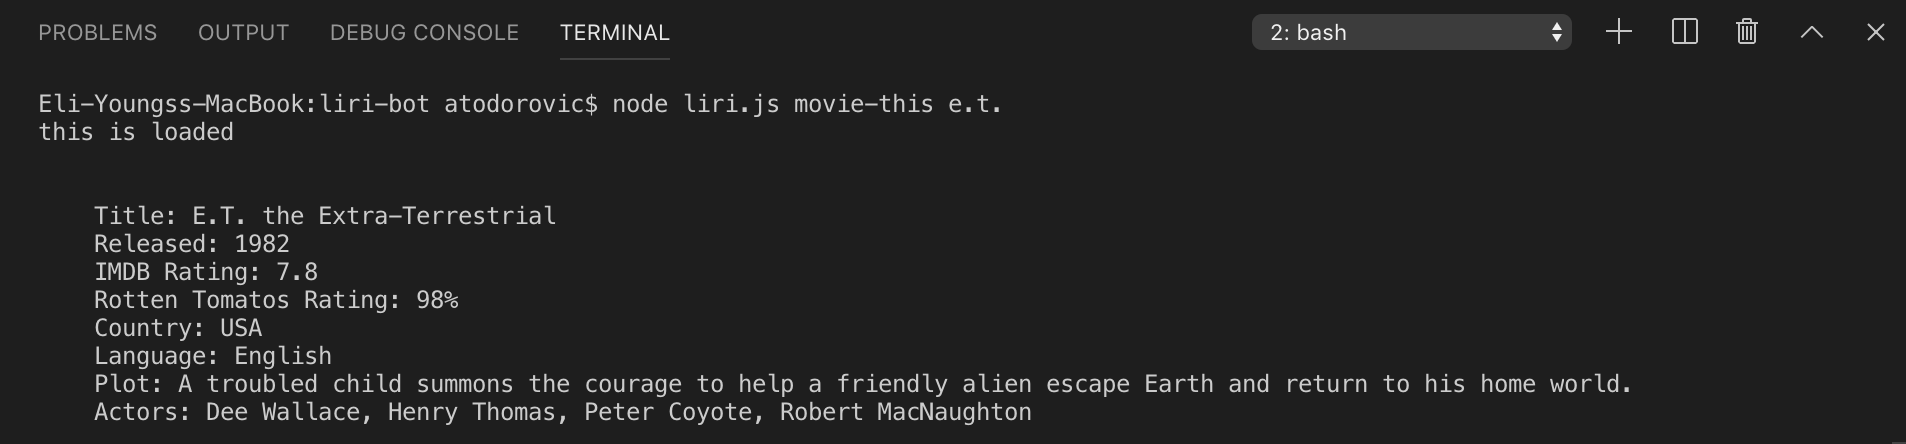 PROBLEMS OUTPUT DEBUG CONSOLE TERMINAL 2: bash
Eli-Youngss-MacBook:liri-bot atodorovic$ node liri.js movie-this e.t.
this is loaded
Title: E.T. the Extra-Terrestrial
Released: 1982
IMDB Rating: 7.8
Rotten Tomatos Rating: 98%
Country: USA
Language: English
Plot: A troubled child summons the courage to help a friendly alien escape Earth and return to his home world.
Actors: Dee Wallace, Henry Thomas, Peter Coyote, Robert MacNaughton